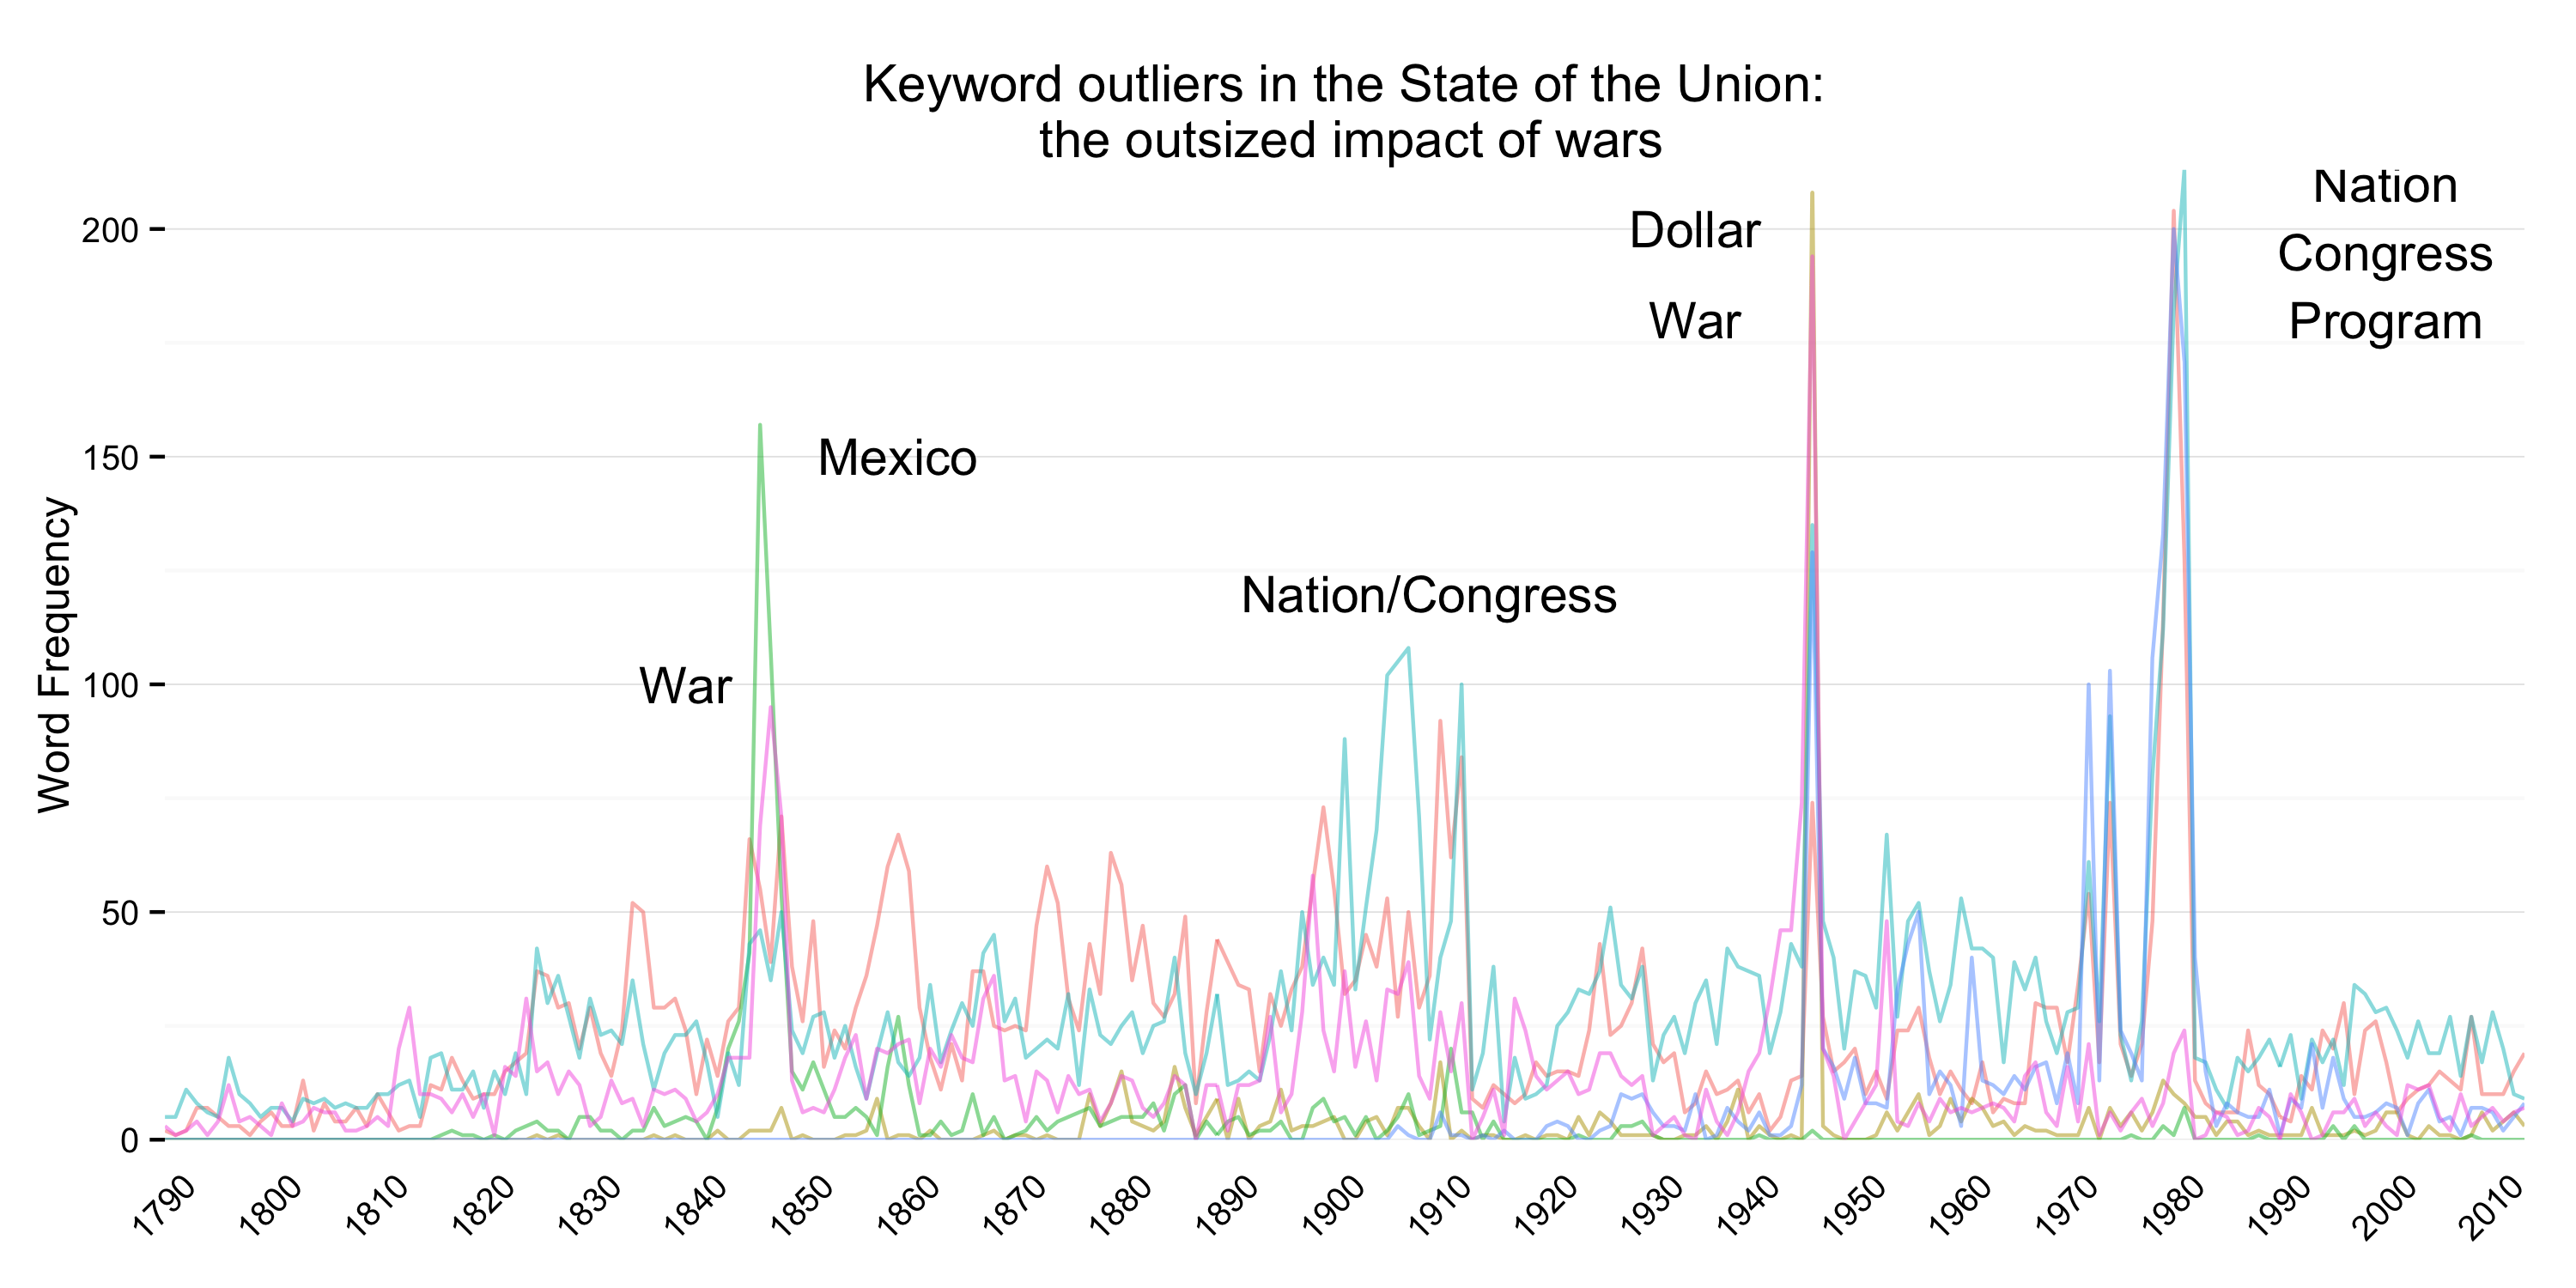 Keyword outliers in the State of the Union:
the outsized impact of wars
Nation
Dollar
200
Congress
War
Program
150
Mexico
Nation/Congress
War
100
Word Frequency
50
0
1790 1800 1810 1820 1830 1840 1850 1860 1870 1880 1890 1900 1910 1920 1930 1940 1950 1960 1970 1980 1990 2000 2010